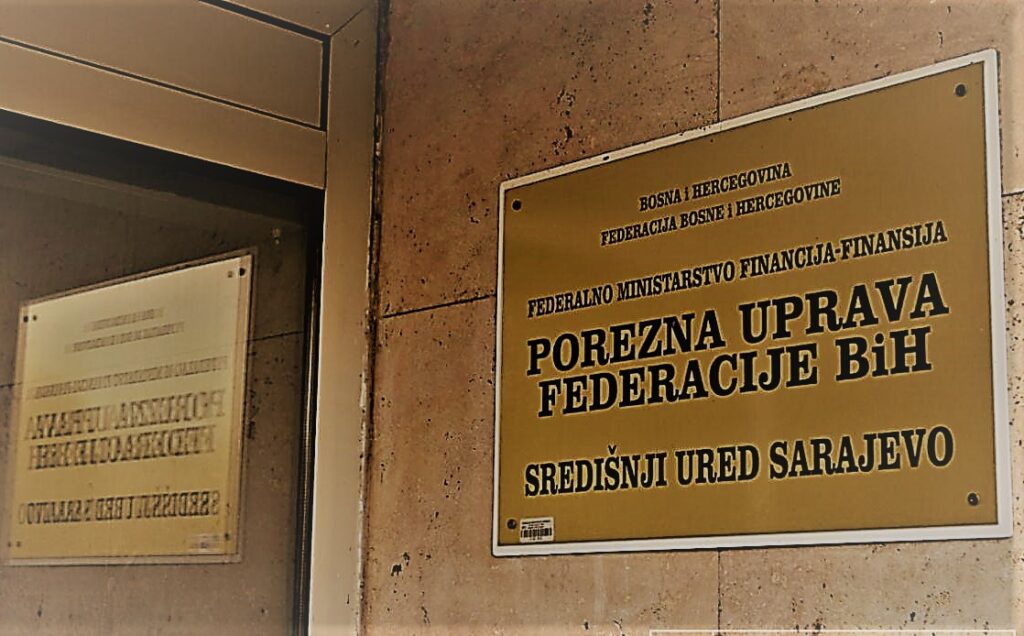 BOSNA i HERCEGOVINA
FEDERACIJA BOSNE i HERCEGOVINE
FEDERALNO MINISTARSTVO FINANCIJA-FINANSIJA
POREZNA UPRAVA
FEDERACIJE BiH
SREDIŠNJI URED SARAJEVO